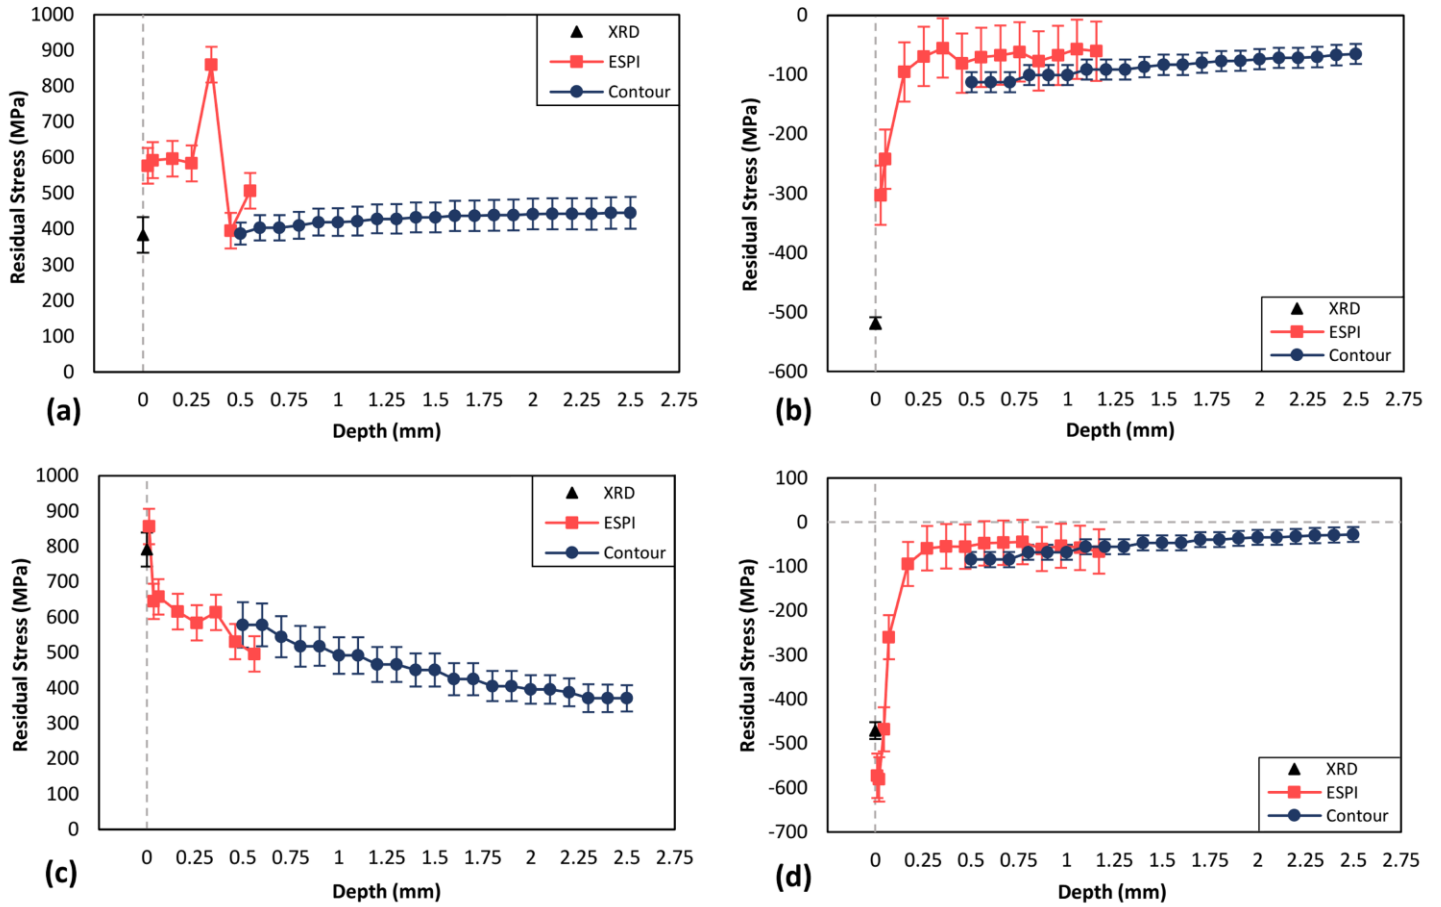 1000
900
800
700
600
500
400
300
200
100
0
Residual Stress (MPa)
XRD
ESPI
Contour
0 0.25 0.5 0.75 1 1.25 1.5 1.75 2 2.25 2.5 2.75
Depth (mm)
(a)
0
-100
-200
-300
-400
-500
-600
Residual Stress (MPa)
XRD
ESPI
Contour
0 0.25 0.5 0.75 1 1.25 1.5 1.75 2 2.25 2.5 2.75
Depth (mm)
(b)
1000
900
800
700
600
500
400
300
200
100
0
Residual Stress (MPa)
XRD
ESPI
Contour
0 0.25 0.5 0.75 1 1.25 1.5 1.75 2 2.25 2.5 2.75
Depth (mm)
(c)
100
0
-100
-200
-300
-400
-500
-600
-700
Residual Stress (MPa)
XRD
ESPI
Contour
0 0.25 0.5 0.75 1 1.25 1.5 1.75 2 2.25 2.5 2.75
Depth (mm)
(d)